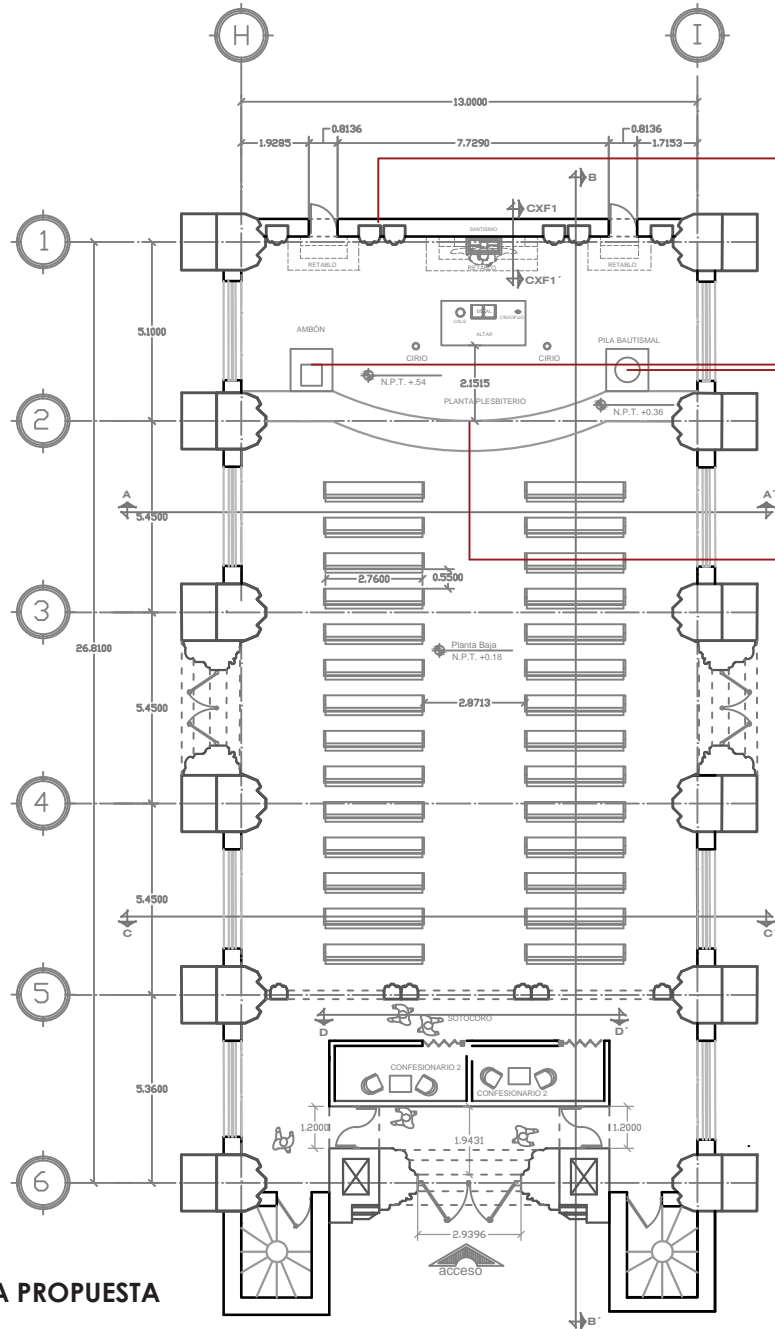 H
I
13.0000
0.8136
0.8136
1.9285
7.7290
1.7153
B
CXF1
1
SANTISIMO
RETABLO
RETABLO
RETABLO
CXF1´
CALIZ
MISAL
CRUCIFIJO
5.1000
AMBÓN
ALTAR
PILA BAUTISMAL
CIRIO
CIRIO
N.P.T. +.54
2.1515
PLANTA PLESBITERIO
N.P.T. +0.36
2
A
A´
5.4500
2.7600
0.5500
3
26.8100
Planta Baja
N.P.T. +0.18
5.4500
2.8713
4
5.4500
C
C´
5
SOTOCORO
D
D´
CONFESIONARIO 2
CONFESIONARIO 2
5.3600
1.2000
1.2000
1.9431
6
2.9396
acceso
A PROPUESTA
B´